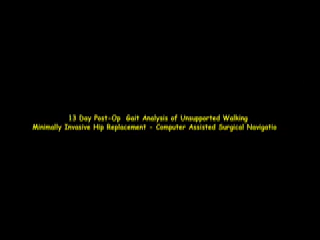 13 Day Post-Op Gait Analysis of Unsupported Walking
Minimally Invasive Hip Replacement - Computer Assisted Surgical Navigatio